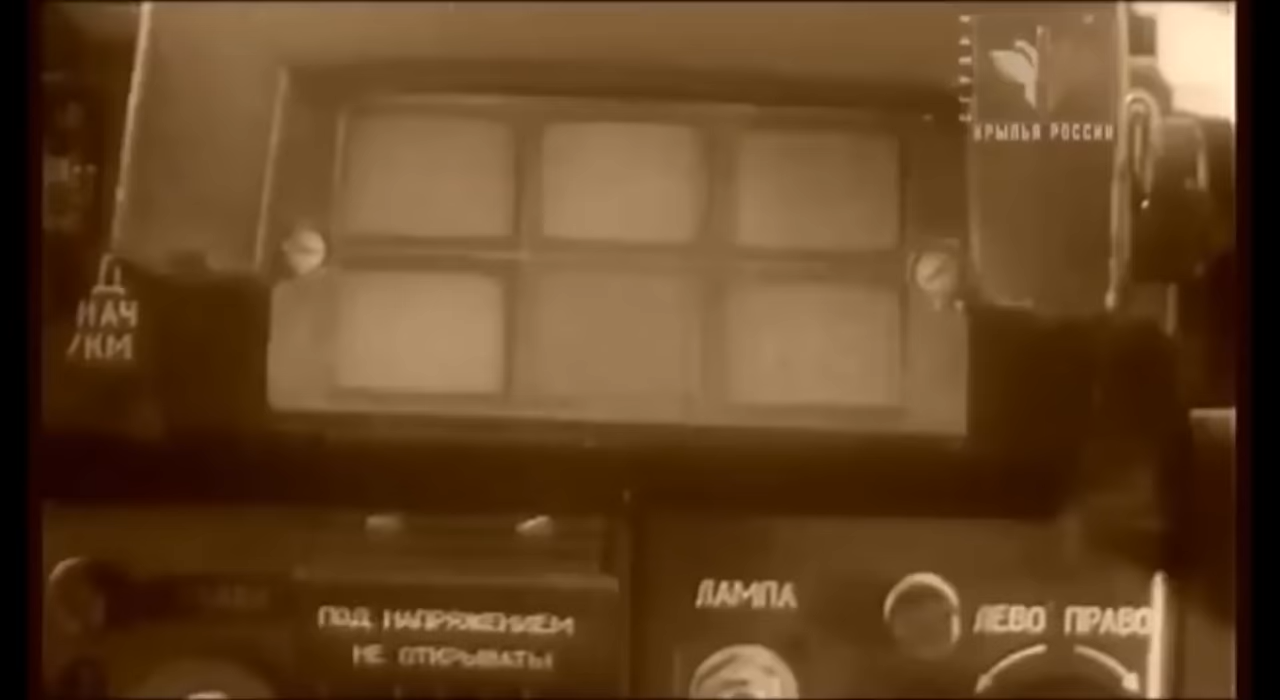 КРЫЛЬЯ РОССИИ
Д
НАЧ
/КМ
ПОД НАПРЯЖЕНИЕМ
НЕ ОТКРЫВАТЬ
ЛАМПА
ЛЕВО ПРАВО